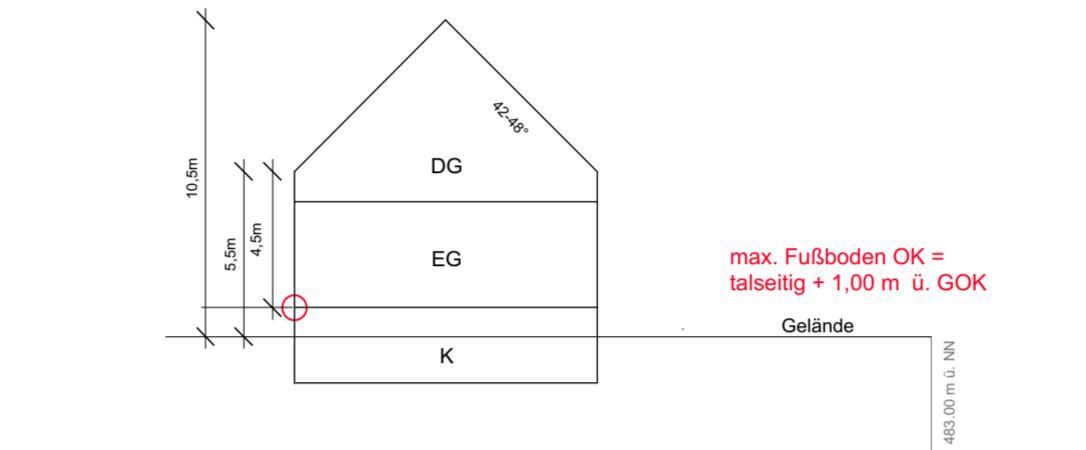 42-48°
DG
10,5m
5,5m
4,5m
EG
max. Fußboden OK =
talseitig + 1,00 m ü. GOK
Gelände
K
483.00 m ü. NN